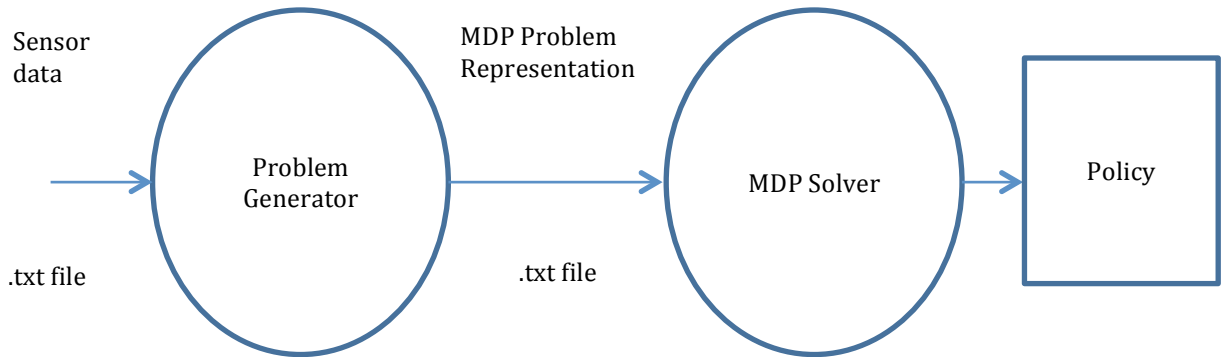 Sensor
data
.txt file
Problem
Generator
MDP Problem
Representation
.txt file
MDP Solver
Policy